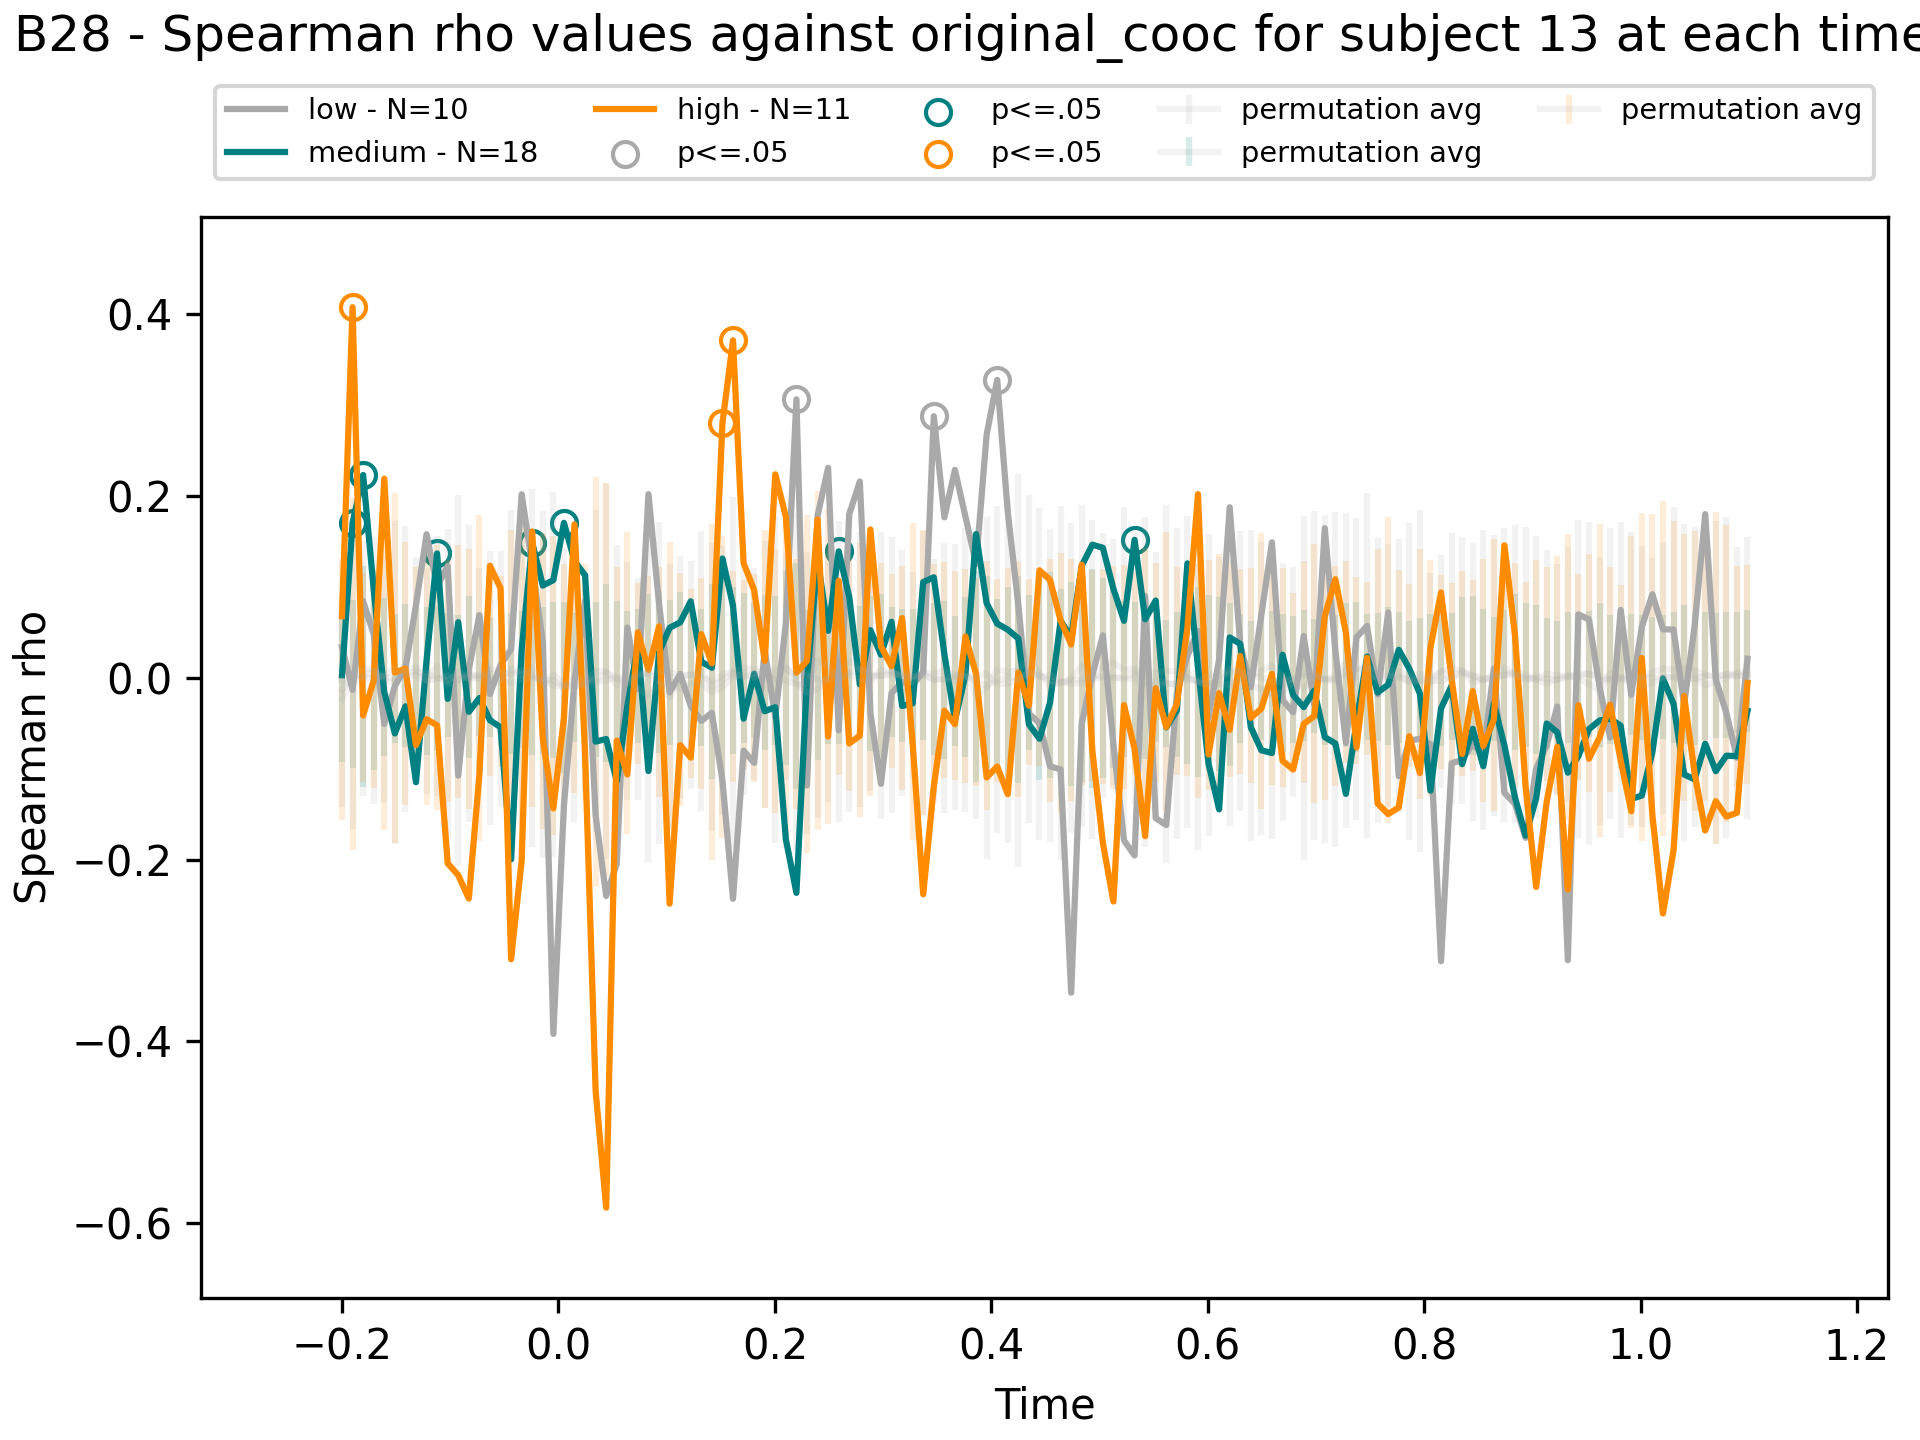 B28 - Spearman rho values against original_cooc for subject 13 at each time
low - N=10
medium - N=18
high - N=11
p<=.05
p<=.05
p<=.05
permutation avg
permutation avg
permutation avg
Spearman rho
0.4
0.2
0.0
−0.2
−0.4
−0.6
−0.2 0.0 0.2 0.4 0.6 0.8 1.0 1.2
Time